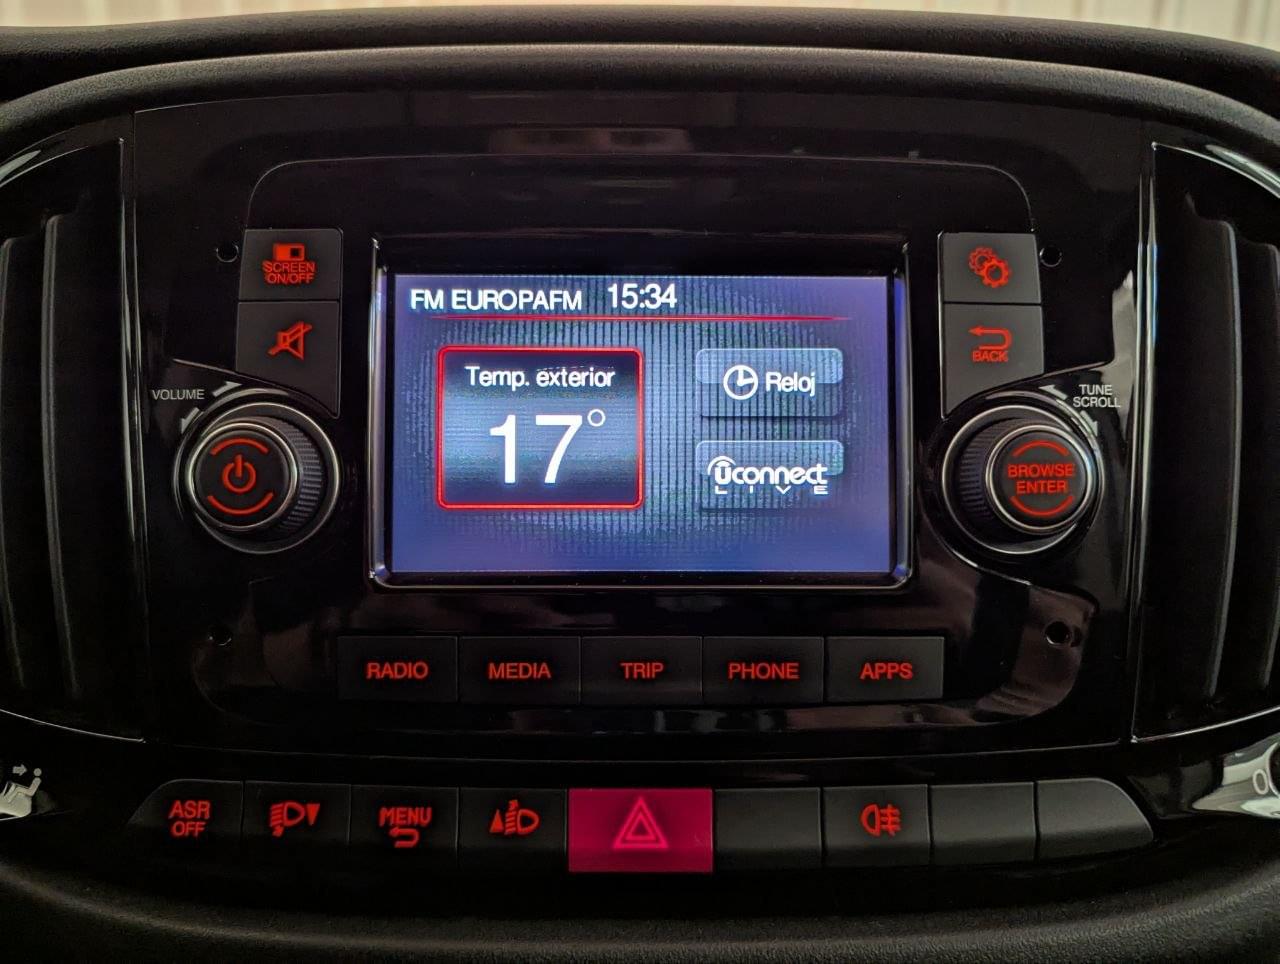 SCREEN
ON/OFF
VOLUME
FM EUROPAFM 15:34
Temp. exterior
17°
Reloj
uconnect
LIVE
BACK
TUNE
SCROLL
BROWSE
ENTER
RADIO
MEDIA
TRIP
PHONE
APPS
ASR
OFF
MENU
0